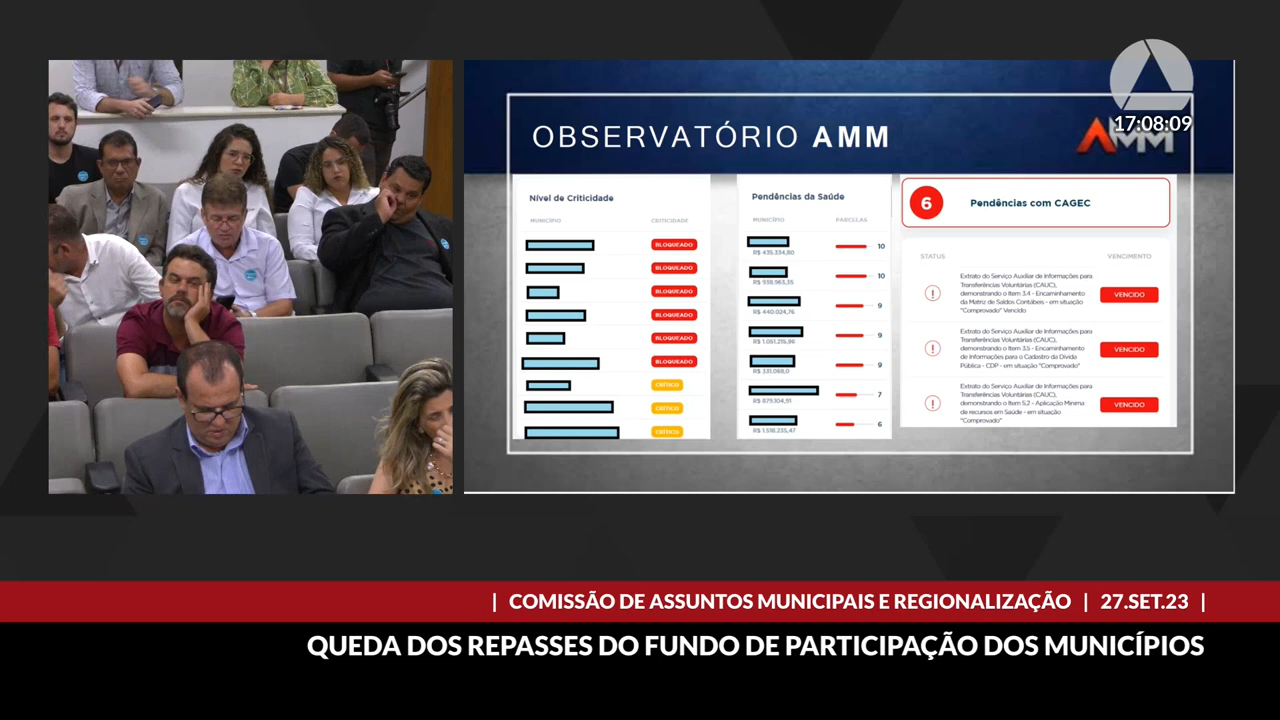 17:08:09
AMM
OBSERVATÓRIO AMM
Nível de Criticidade
MUNICÍPIO CRITICIDADE
BLOQUEADO
BLOQUEADO
BLOQUEADO
BLOQUEADO
BLOQUEADO
BLOQUEADO
CRÍTICO
CRÍTICO
CRÍTICO
Pendências da Saúde
MUNICÍPIO PARCELAS
10
R$ 435.334,80
10
R$ 938.963,35
9
R$ 440.024,76
9
R$ 1.051.215,96
9
R$ 331.068,0
7
R$ 879.104,91
6
R$ 1.518.235,47
6 Pendências com CAGEC
STATUS VENCIMENTO
Extrato do Serviço Auxiliar de Informações para
Transferências Voluntárias (CAUC),
demonstrando o Item 3.4 - Encaminhamento
da Matriz de Saldos Contábeis - em situação
"Comprovado" Vencido
VENCIDO
Extrato do Serviço Auxiliar de Informações para
Transferências Voluntárias (CAUC),
demonstrando o Item 3.5 - Encaminhamento
de Informações para o Cadastro da Dívida
Pública - CDP - em situação "Comprovado"
VENCIDO
Extrato do Serviço Auxiliar de Informações para
Transferências Voluntárias (CAUC),
demonstrando o Item 5.2 - Aplicação Mínima
de recursos em Saúde - em situação
"Comprovado"
VENCIDO
| COMISSÃO DE ASSUNTOS MUNICIPAIS E REGIONALIZAÇÃO | 27.SET.23 |
QUEDA DOS REPASSES DO FUNDO DE PARTICIPAÇÃO DOS MUNICÍPIOS